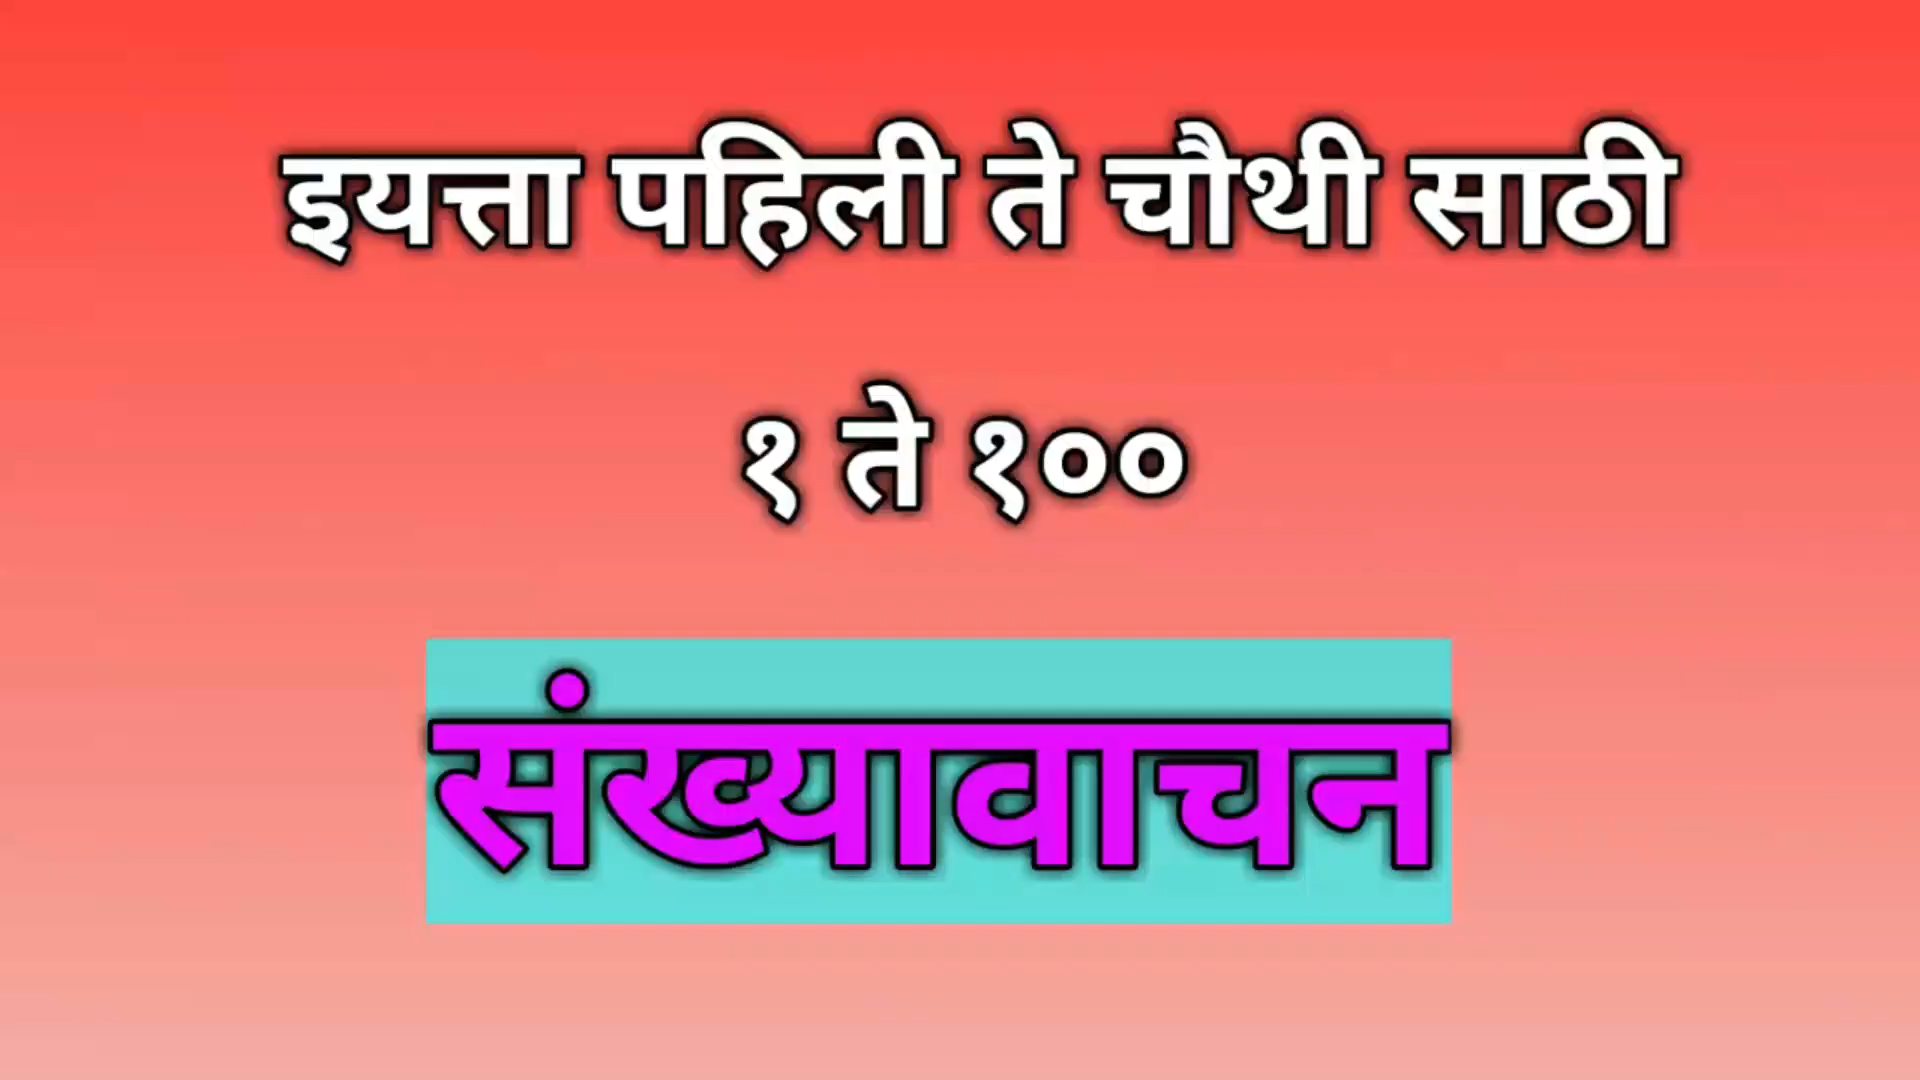 इयत्ता पहिली ते चौथी साठी
१ ते १००
संख्यावाचन